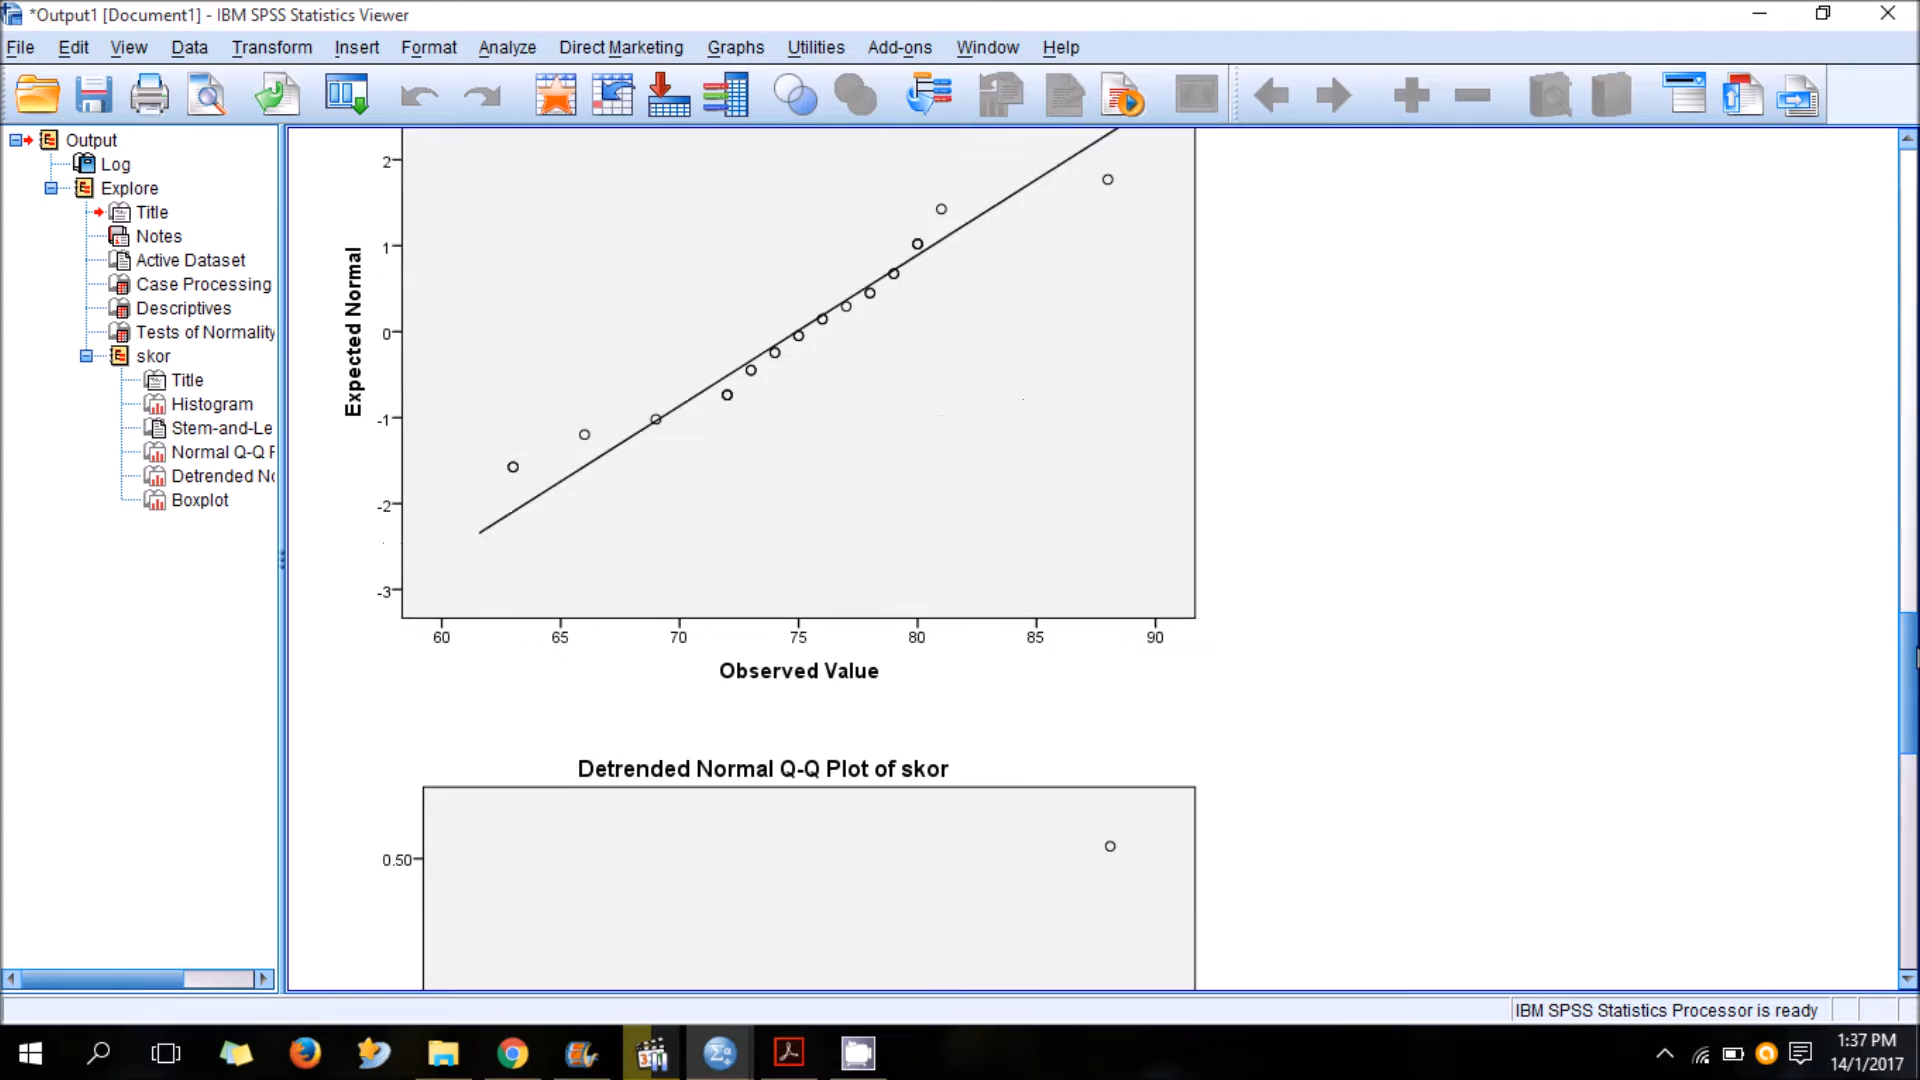 *Output1 [Document1] - IBM SPSS Statistics Viewer
File Edit View Data Transform Insert Format Analyze Direct Marketing Graphs Utilities Add-ons Window Help
Output
Log
Explore
Title
Notes
Active Dataset
Case Processing
Descriptives
Tests of Normality
skor
Title
Histogram
Stem-and-Le
Normal Q-Q P
Detrended No
Boxplot
2
1
0
-1
-2
-3
Expected Normal
60 65 70 75 80 85 90
Observed Value
Detrended Normal Q-Q Plot of skor
0.50
IBM SPSS Statistics Processor is ready
1:37 PM
14/1/2017